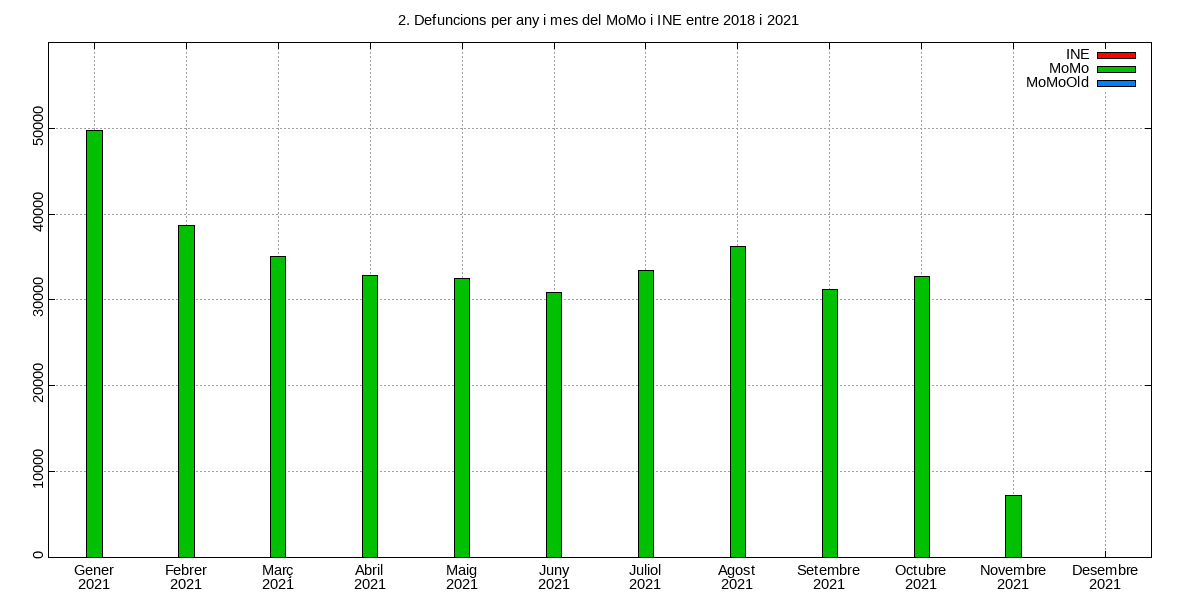 2. Defuncions per any i mes del MoMo i INE entre 2018 i 2021
INE
MoMo
MoMoOld
50000
40000
30000
20000
10000
0
Gener Febrer Març Abril Maig Juny Juliol Agost Setembre Octubre Novembre Desembre
2021 2021 2021 2021 2021 2021 2021 2021 2021 2021 2021 2021